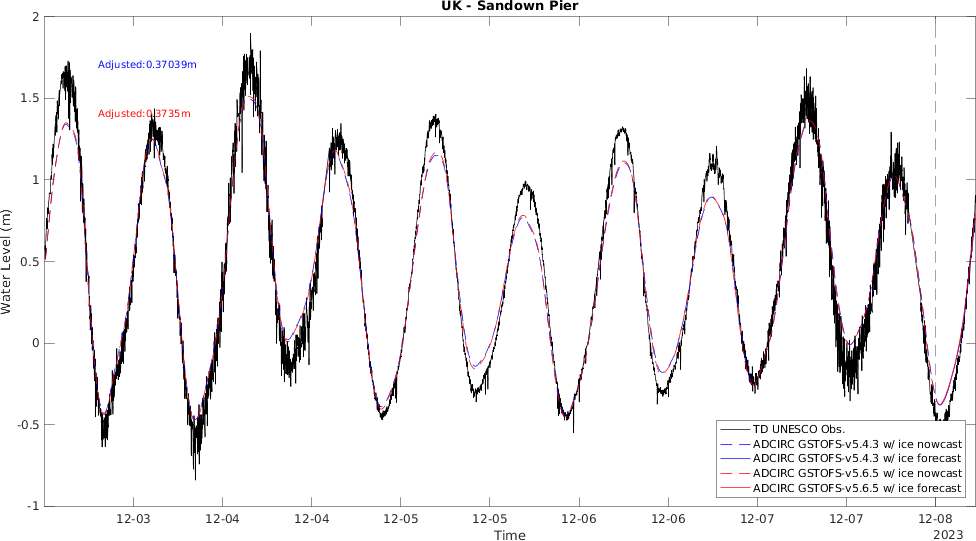 UK - Sandown Pier
2
1.5
1
0.5
0
-0.5
-1
Water Level (m)
Adjusted:0.37039m
Adjusted:0.3735m
TD UNESCO Obs.
ADCIRC GSTOFS-v5.4.3 w/ ice nowcast
ADCIRC GSTOFS-v5.4.3 w/ ice forecast
ADCIRC GSTOFS-v5.6.5 w/ ice nowcast
ADCIRC GSTOFS-v5.6.5 w/ ice forecast
12-03 12-04 12-04 12-05 12-05 12-06 12-06 12-07 12-07 12-08
2023
Time